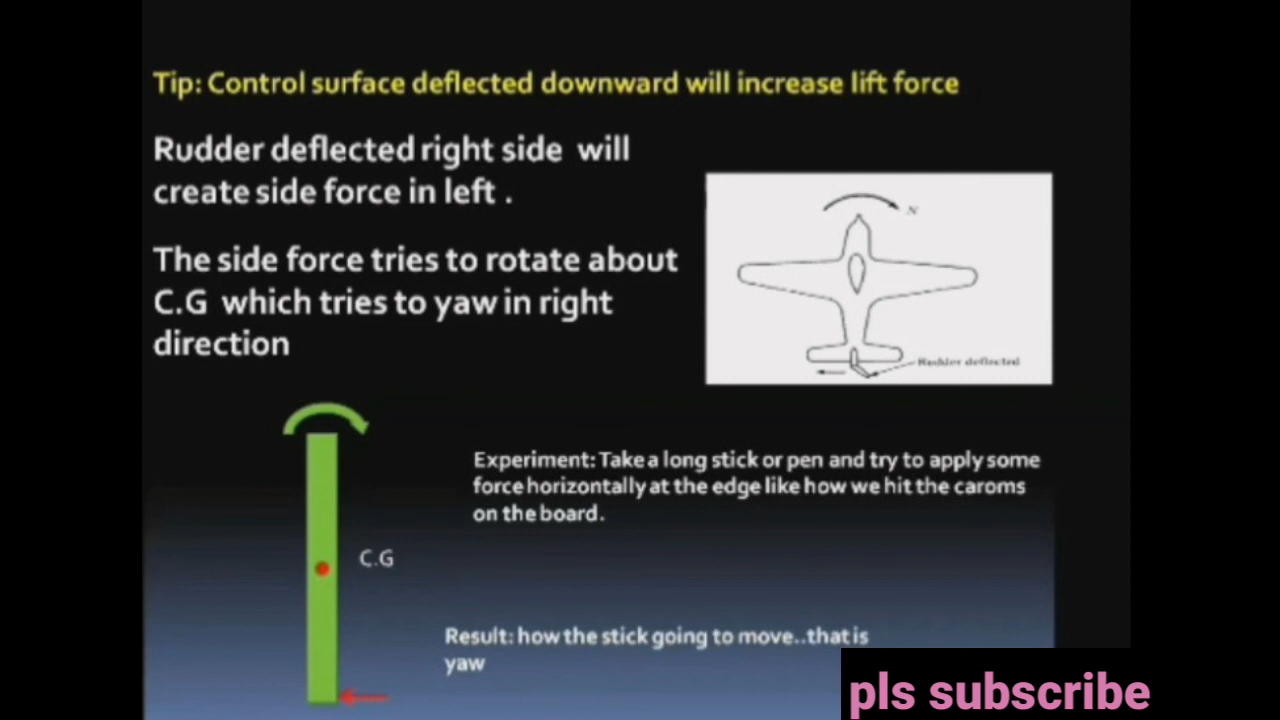 Tip: Control surface deflected downward will increase lift force
Rudder deflected right side will
create side force in left .
The side force tries to rotate about
C.G which tries to yaw in right
direction
N
Rudder deflected
Experiment: Take a long stick or pen and try to apply some
force horizontally at the edge like how we hit the caroms
on the board.
C.G
Result: how the stick going to move..that is
yaw
pls subscribe